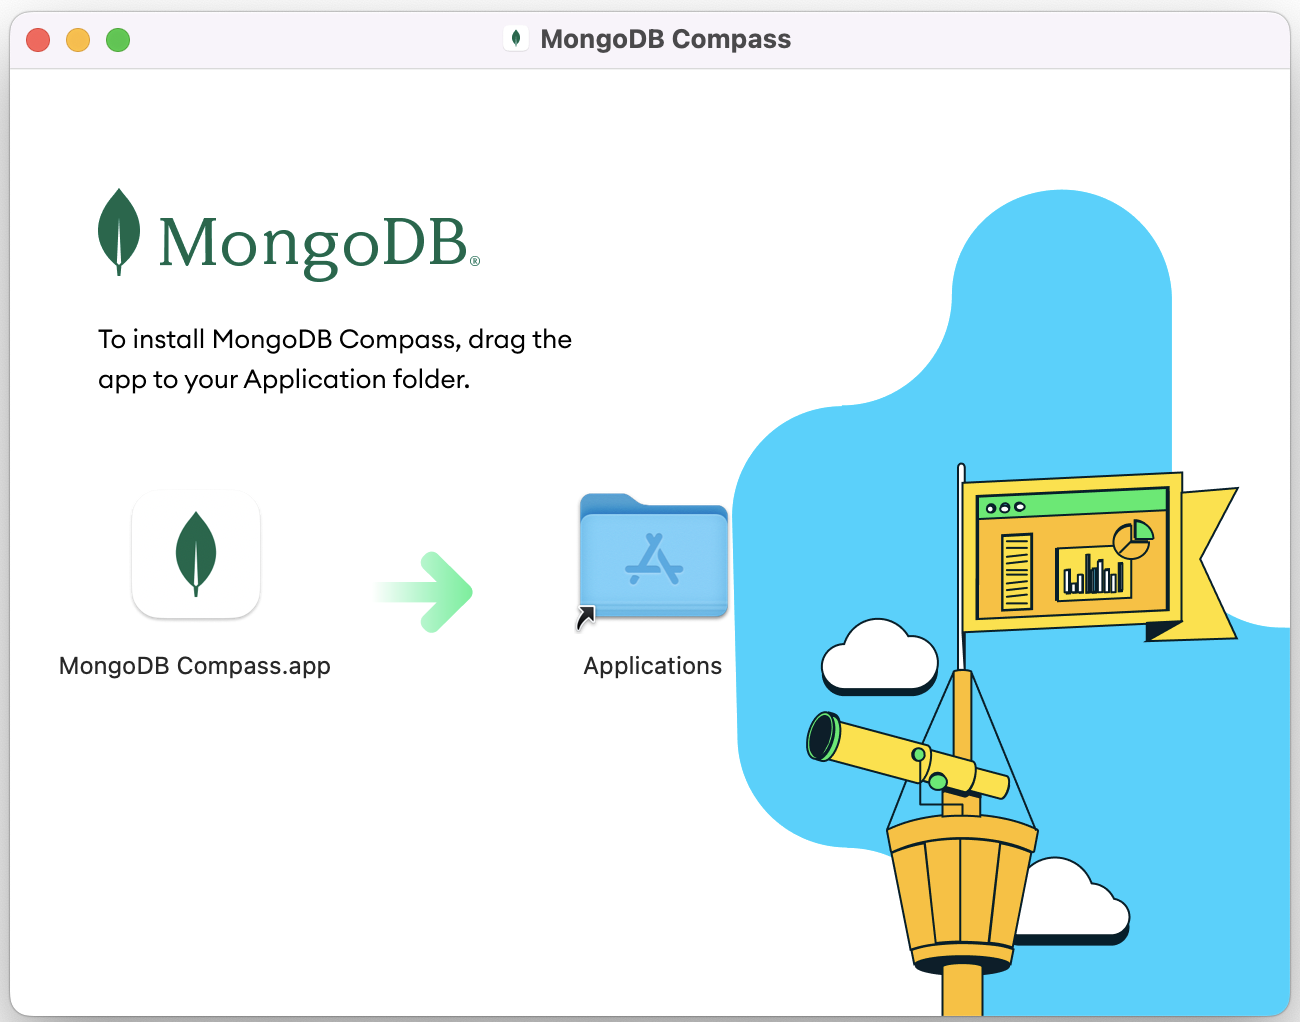 MongoDB Compass
MongoDB®
To install MongoDB Compass, drag the
app to your Application folder.
MongoDB Compass.app
Applications